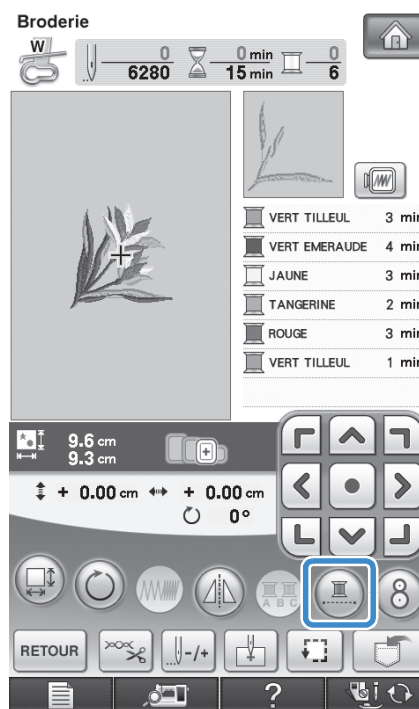 Broderie
W
0 0 min 0
6280 15 min 6
VERT TILLEUL 3 min
VERT EMERAUDE 4 min
JAUNE 3 min
TANGERINE 2 min
ROUGE 3 min
VERT TILLEUL 1 min
9.6 cm
9.3 cm
+ 0.00 cm + 0.00 cm
0°
A B C 8
RETOUR -/+
?